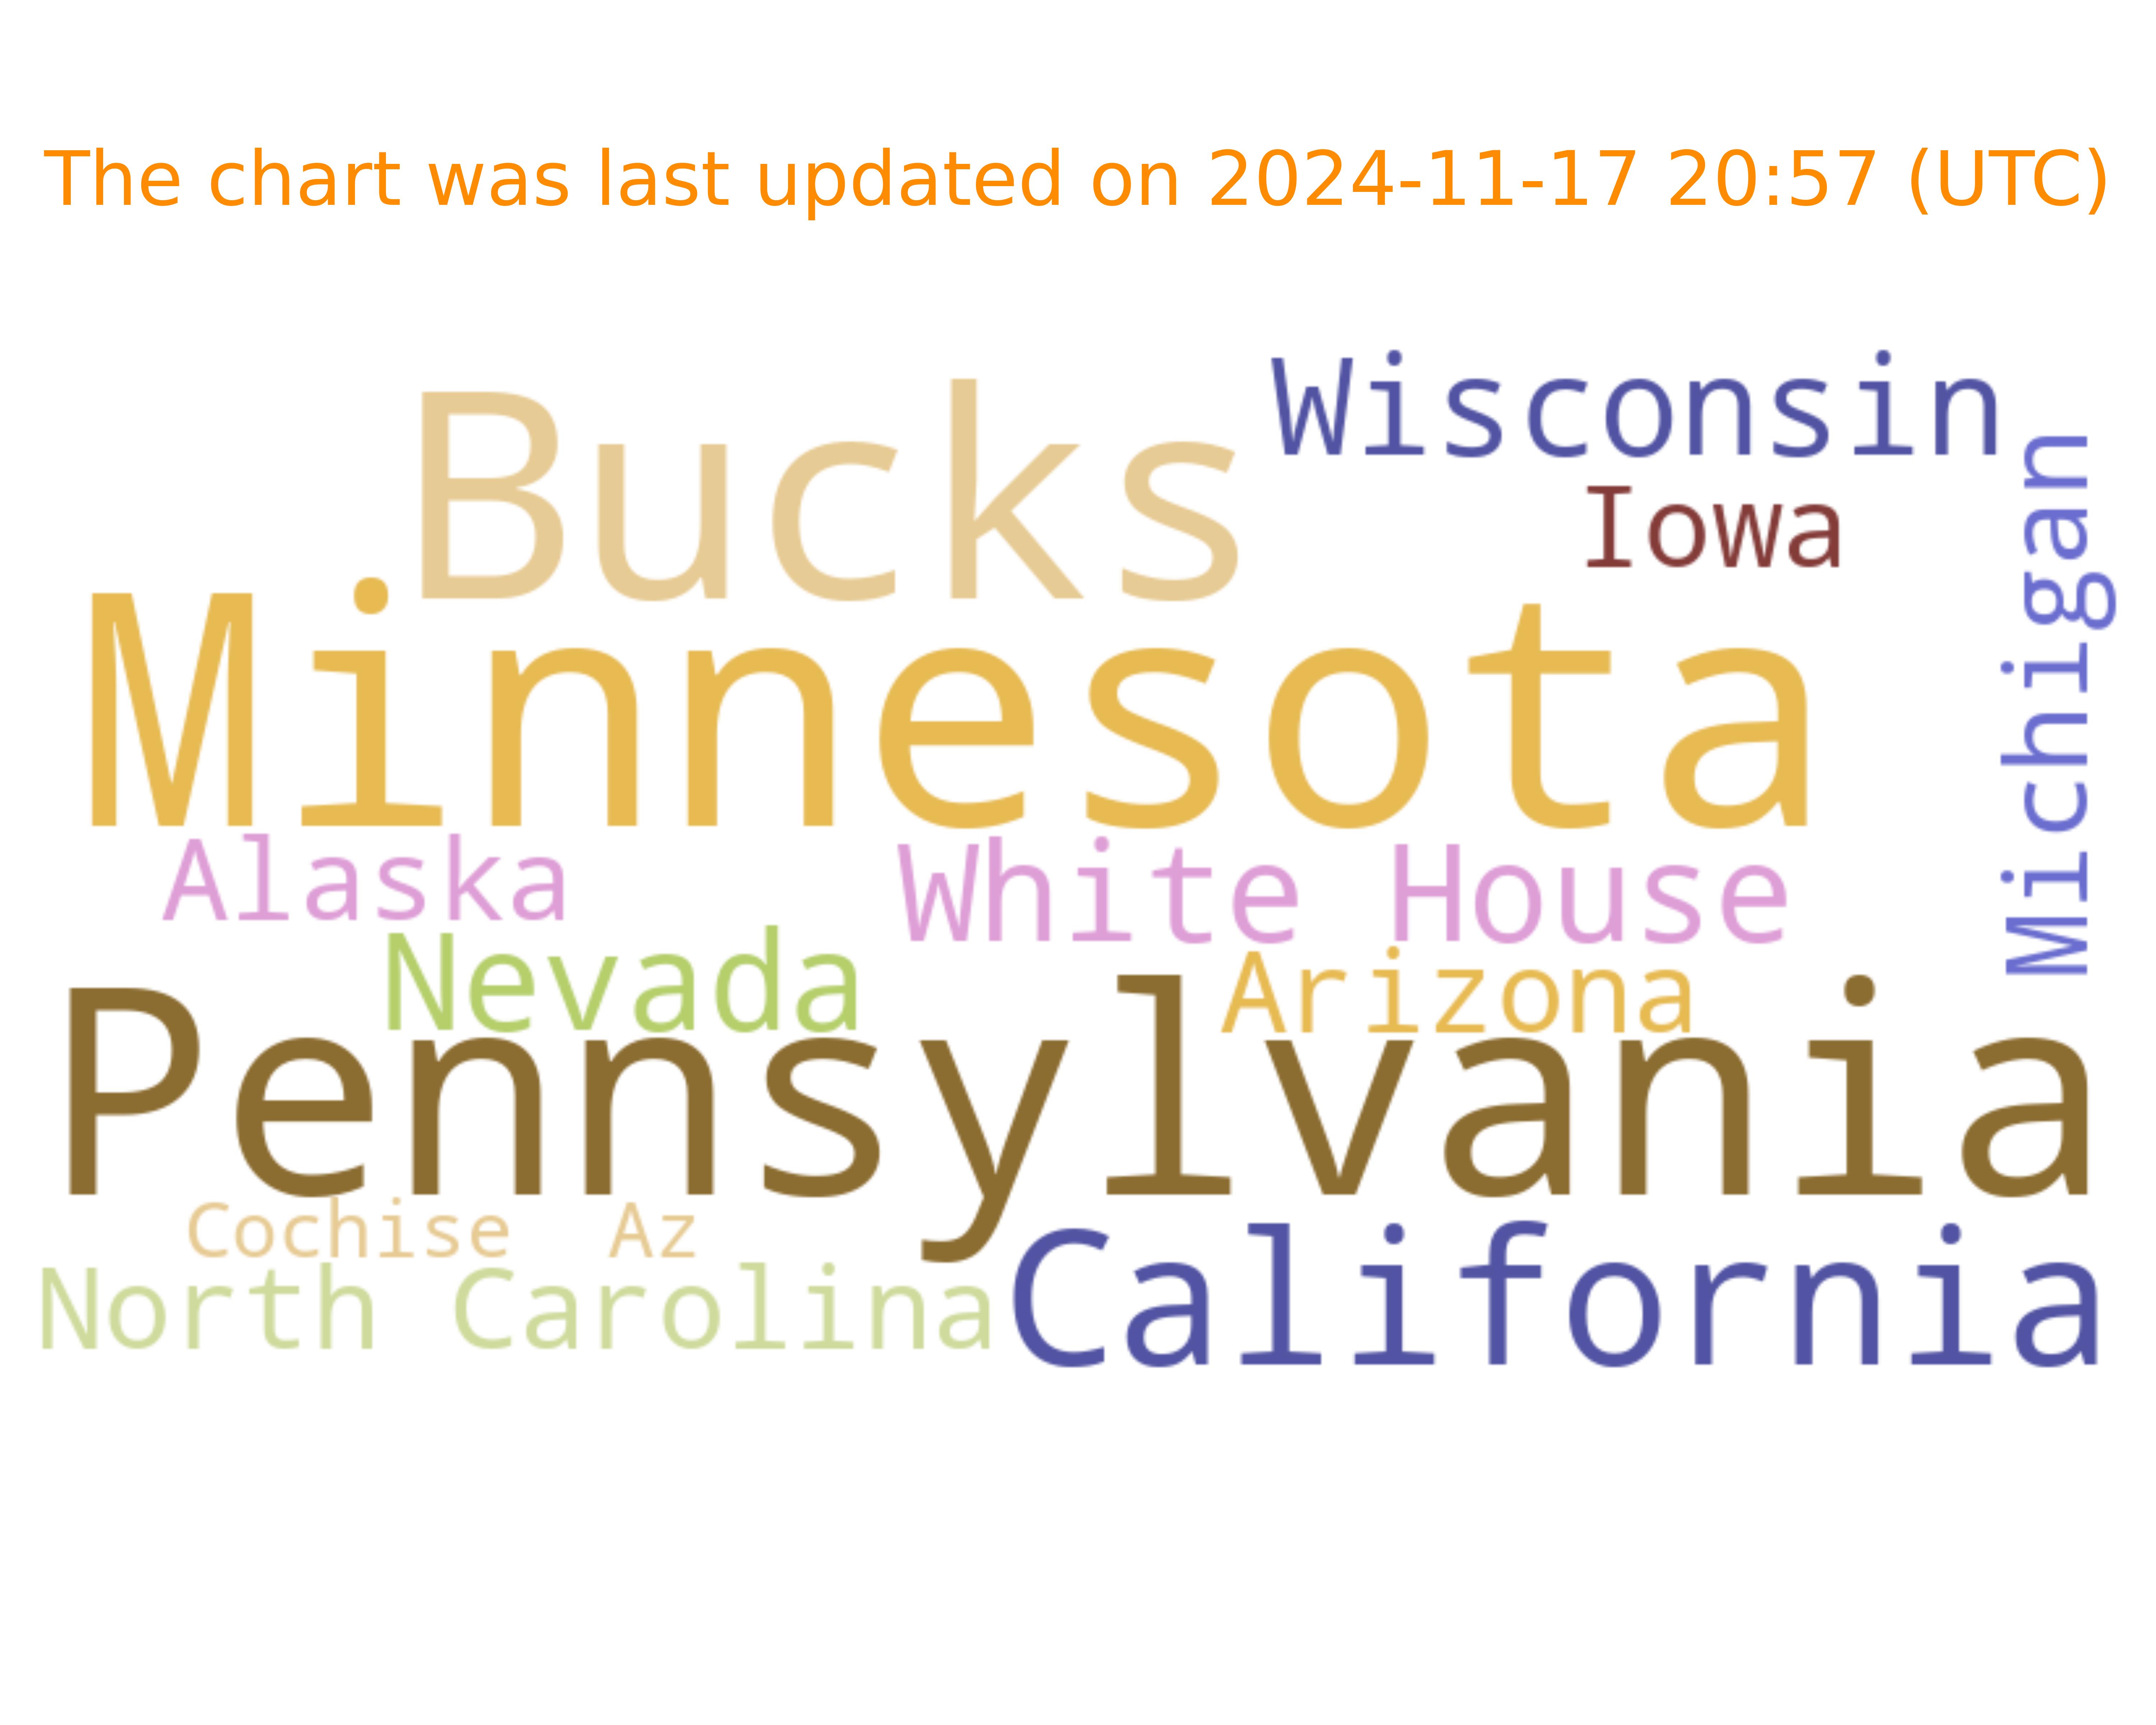 The chart was last updated on 2024-11-17 20:57 (UTC)
Wisconsin
Bucks
Iowa
Michigan
Minnesota
Alaska
White House
Nevada
Arizona
Pennsylvania
Cochise Az
North Carolina
California